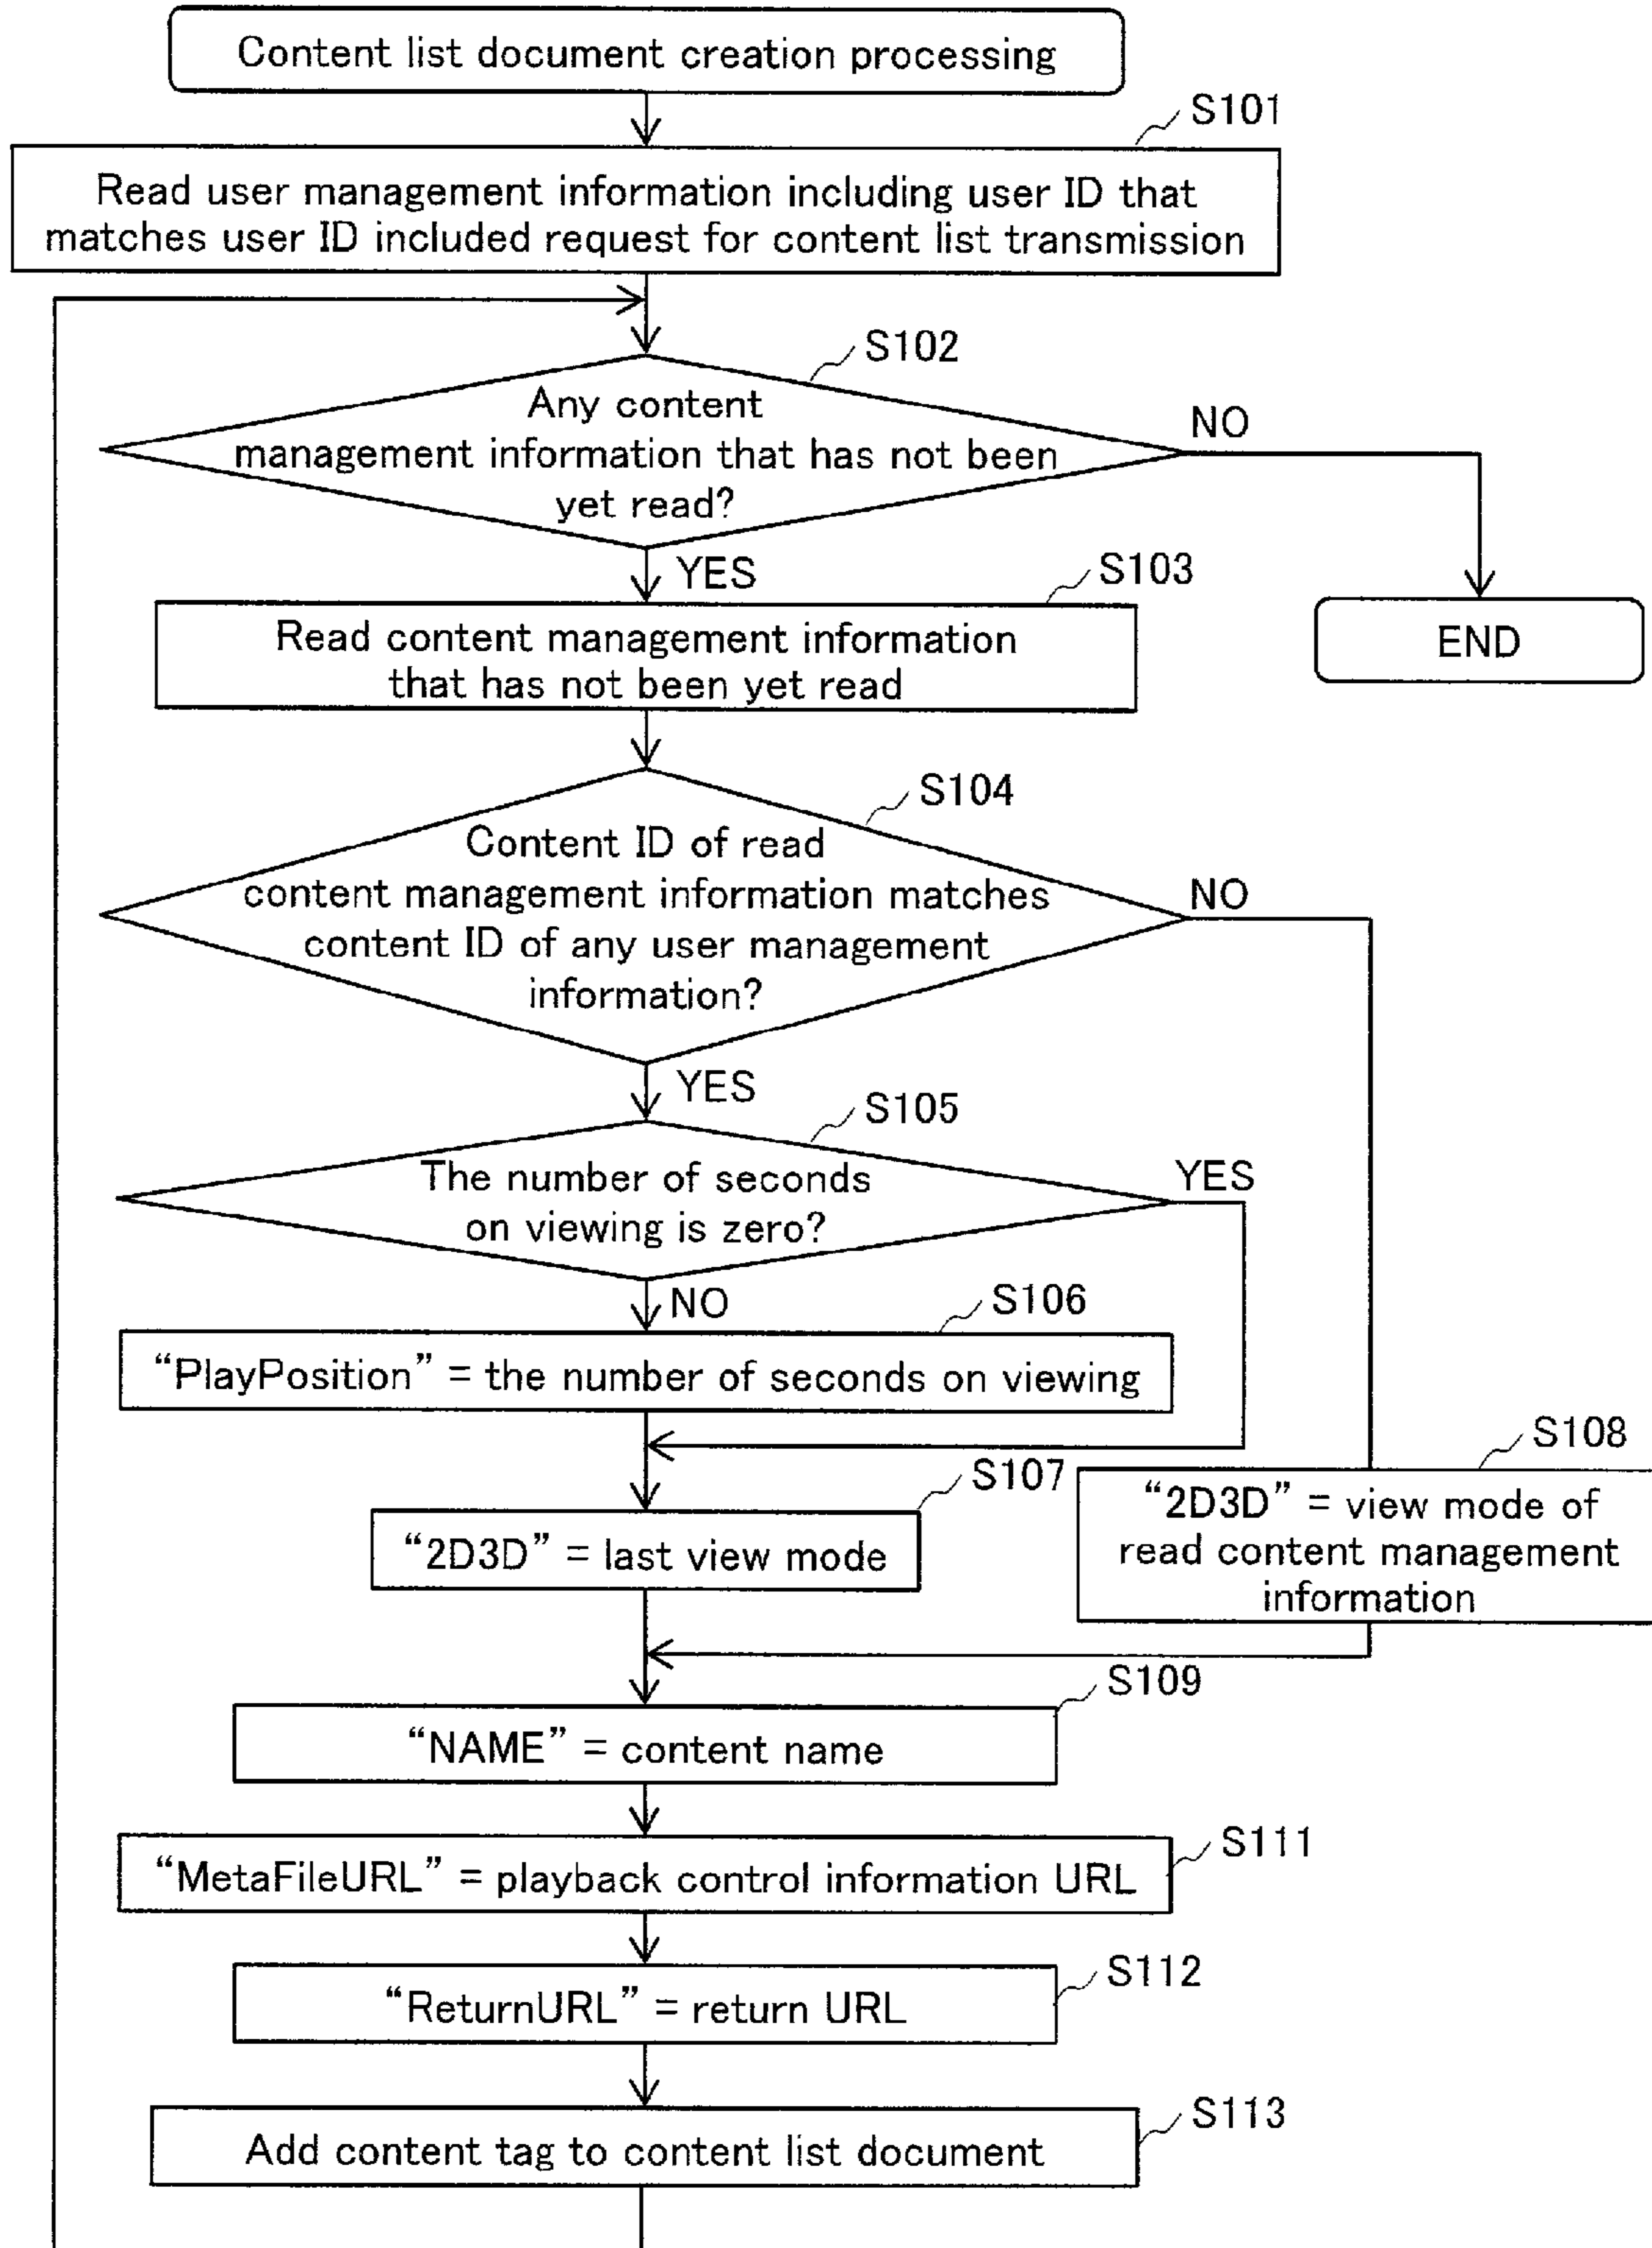 Content list document creation processing
S101
Read user management information including user ID that
matches user ID included request for content list transmission
S102
Any content
management information that has not been
yet read?
NO
YES
S103
Read content management information
that has not been yet read
END
S104
Content ID of read
content management information matches
content ID of any user management
information?
NO
YES
S105
The number of seconds
on viewing is zero?
YES
NO
S106
“PlayPosition” = the number of seconds on viewing
S107
“2D3D” = last view mode
S108
“2D3D” = view mode of
read content management
information
S109
“NAME” = content name
S111
“MetaFileURL” = playback control information URL
S112
“ReturnURL” = return URL
S113
Add content tag to content list document